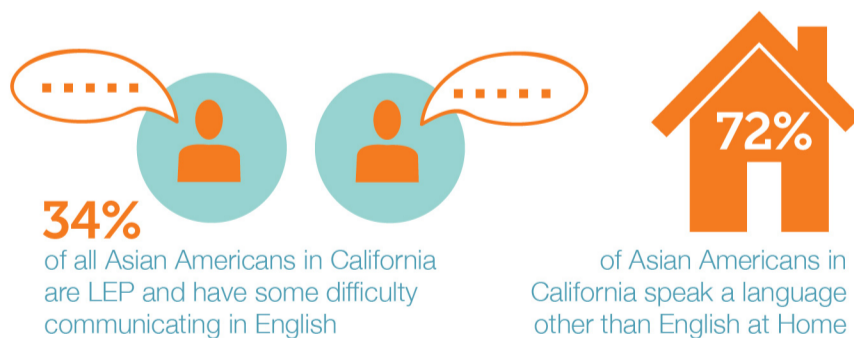 34%
of all Asian Americans in California
are LEP and have some difficulty
communicating in English
72%
of Asian Americans in
California speak a language
other than English at Home